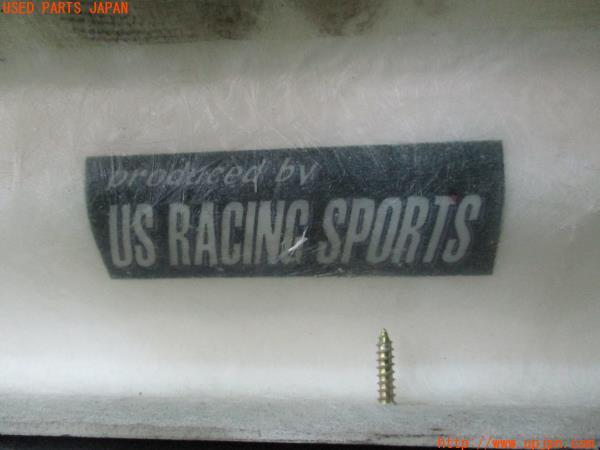 USED PARTS JAPAN
produced by
US RACING SPORTS
http://www.upjpn.com